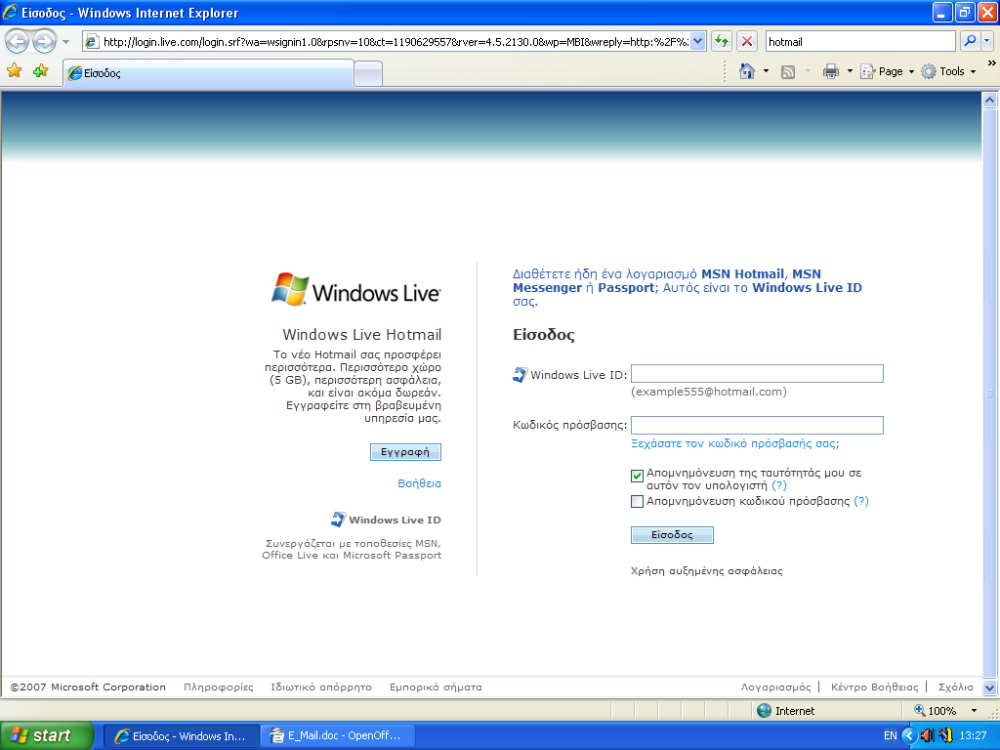 Είσοδος - Windows Internet Explorer
http://login.live.com/login.srf?wa=wsignin1.0&rpsnv=10&ct=1190629557&rver=4.5.2130.0&wp=MBI&wreply=http:%2F%
hotmail
Είσοδος
Page
Tools
Windows Live
Windows Live Hotmail
Το νέο Hotmail σας προσφέρει
περισσότερα. Περισσότερο χώρο
(5 GB), περισσότερη ασφάλεια,
και είναι ακόμα δωρεάν.
Εγγραφείτε στη βραβευμένη
υπηρεσία μας.
Εγγραφή
Βοήθεια
Windows Live ID
Συνεργάζεται με τοποθεσίες MSN,
Office Live και Microsoft Passport
Διαθέτετε ήδη ένα λογαριασμό MSN Hotmail, MSN
Messenger ή Passport; Αυτός είναι το Windows Live ID
σας.
Είσοδος
Windows Live ID:
(example555@hotmail.com)
Κωδικός πρόσβασης:
Ξεχάσατε τον κωδικό πρόσβασής σας;
Απομνημόνευση της ταυτότητάς μου σε
αυτόν τον υπολογιστή (?)
Απομνημόνευση κωδικού πρόσβασης (?)
Είσοδος
Χρήση αυξημένης ασφάλειας
©2007 Microsoft Corporation Πληροφορίες Ιδιωτικό απόρρητο Εμπορικά σήματα Λογαριασμός | Κέντρο Βοήθειας | Σχόλια
Internet 100%
start Είσοδος - Windows In... E_Mail.doc - OpenOff... EN 13:27